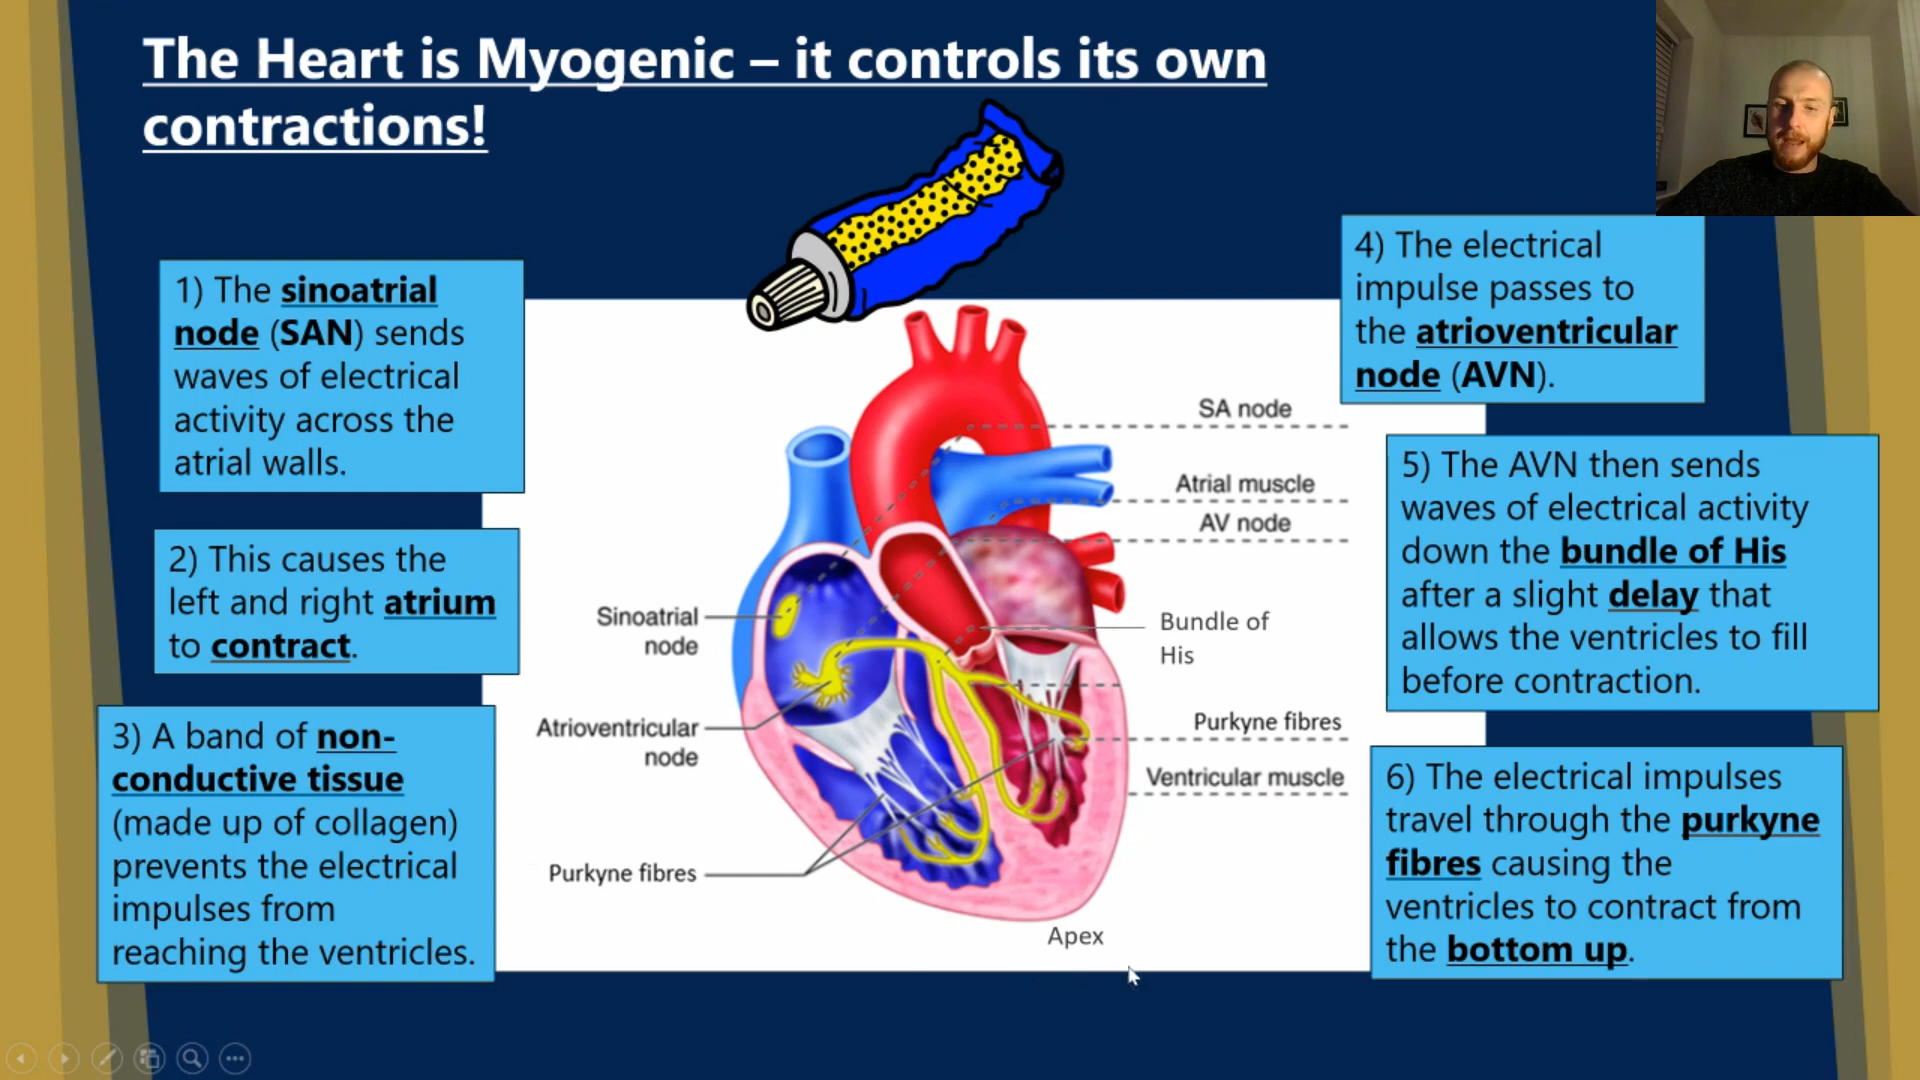 The Heart is Myogenic – it controls its own
contractions!
1) The sinoatrial
node (SAN) sends
waves of electrical
activity across the
atrial walls.
2) This causes the
left and right atrium
to contract.
3) A band of non-
conductive tissue
(made up of collagen)
prevents the electrical
impulses from
reaching the ventricles.
Sinoatrial
node
Atrioventricular
node
Purkyne fibres
SA node
Atrial muscle
AV node
Bundle of
His
Purkyne fibres
Ventricular muscle
Apex
4) The electrical
impulse passes to
the atrioventricular
node (AVN).
5) The AVN then sends
waves of electrical activity
down the bundle of His
after a slight delay that
allows the ventricles to fill
before contraction.
6) The electrical impulses
travel through the purkyne
fibres causing the
ventricles to contract from
the bottom up.